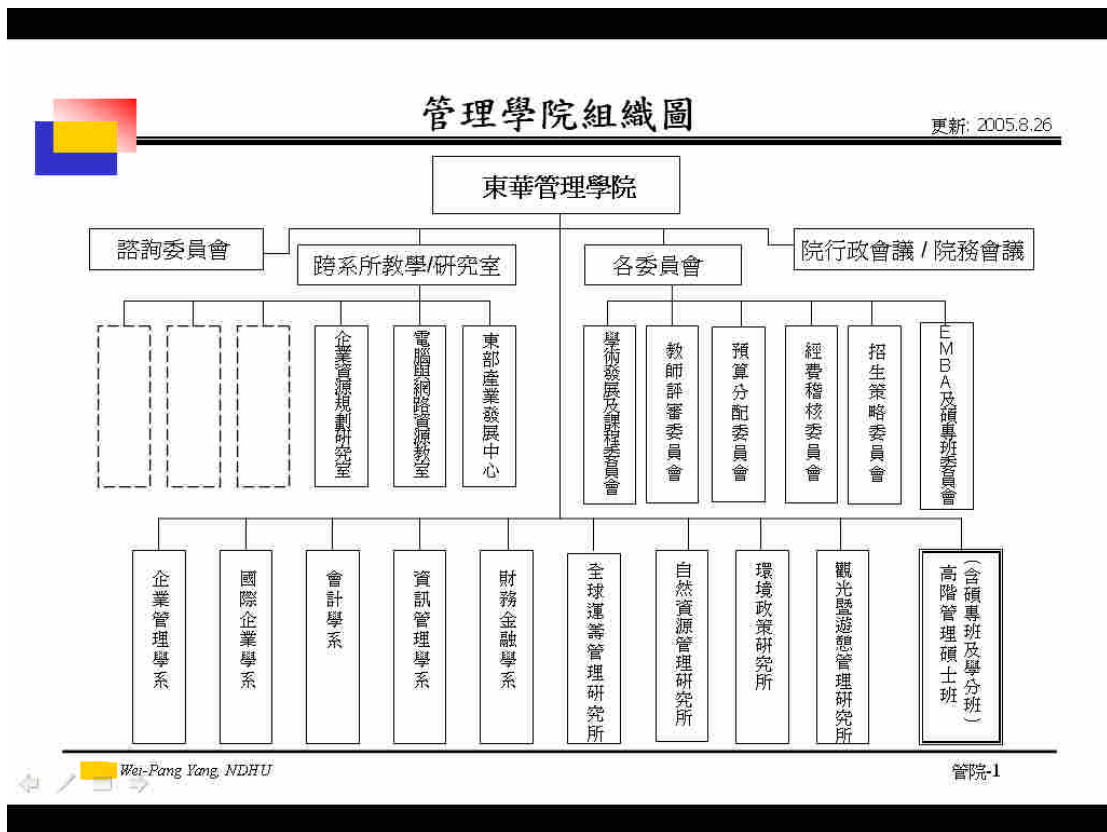 管理學院組織圖
更新: 2005.8.26
東華管理學院
諮詢委員會
跨系所教學/研究室
各委員會
院行政會議 / 院務會議
企業資源規劃研究室
電腦與網路資源教室
東部產業發展中心
學術發展及課程委員會
教師評審委員會
預算分配委員會
經費稽核委員會
招生策略委員會
EMBA及碩專班委員會
企業管理學系
國際企業學系
會計學系
資訊管理學系
財務金融學系
全球運籌管理研究所
自然資源管理研究所
環境政策研究所
觀光暨遊憩管理研究所
(含碩專班及學分班)
高階管理碩士班
Wei-Pang Yang, NDHU
管院-1